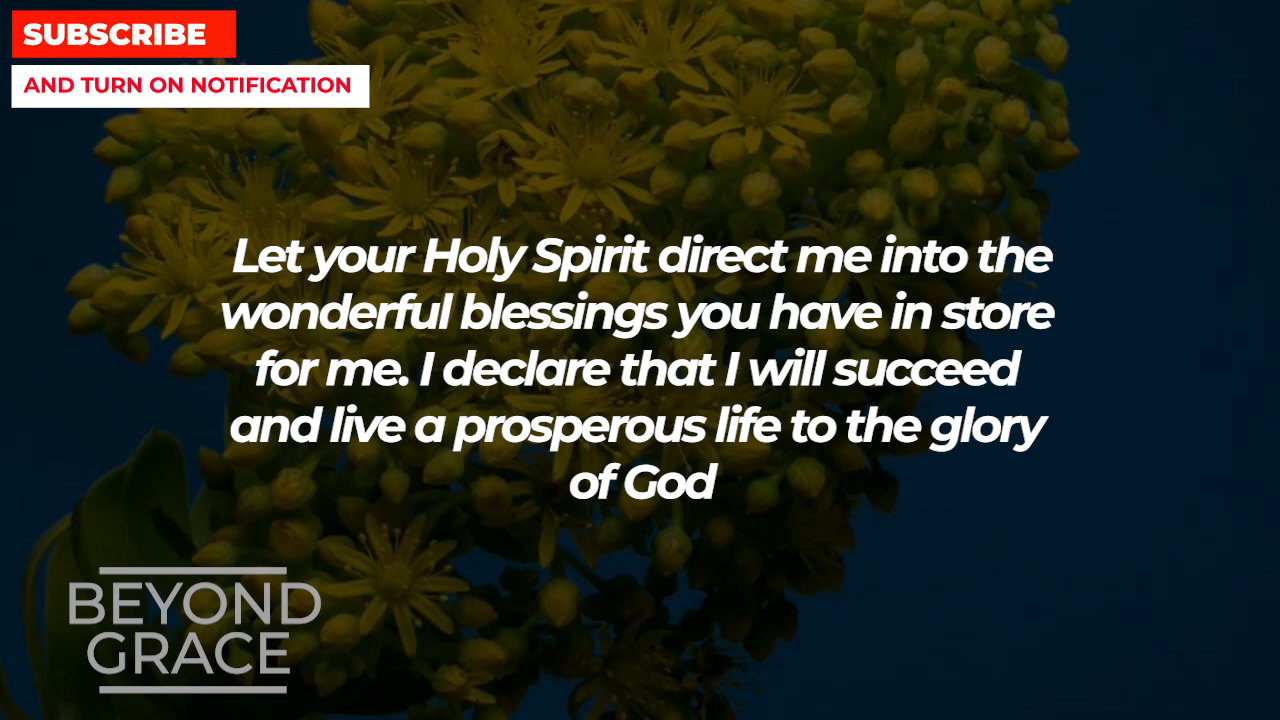 SUBSCRIBE
AND TURN ON NOTIFICATION
Let your Holy Spirit direct me into the
wonderful blessings you have in store
for me. I declare that I will succeed
and live a prosperous life to the glory
of God
BEYOND
GRACE